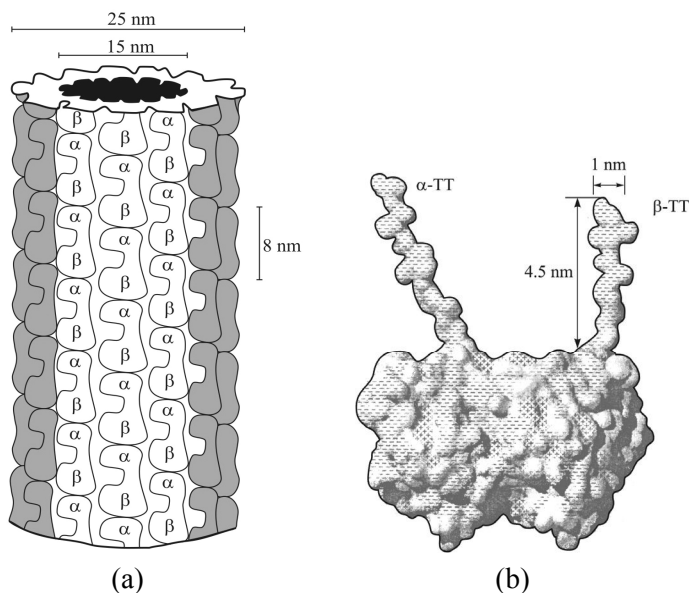 25 nm
15 nm
β α
α β β
β α
β α
α α β
β β
α α
α β β
β α
α α β
β β
α α
α β β
β α
α α β
β β
α
α α
β α β
8 nm
(a)
α-TT
1 nm
β-TT
4.5 nm
(b)